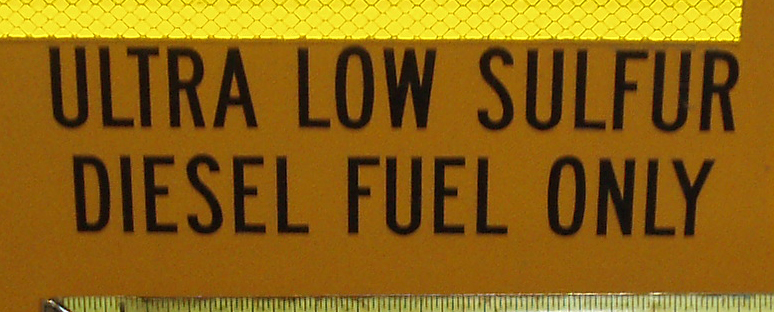 ULTRA LOW SULFUR
DIESEL FUEL ONLY